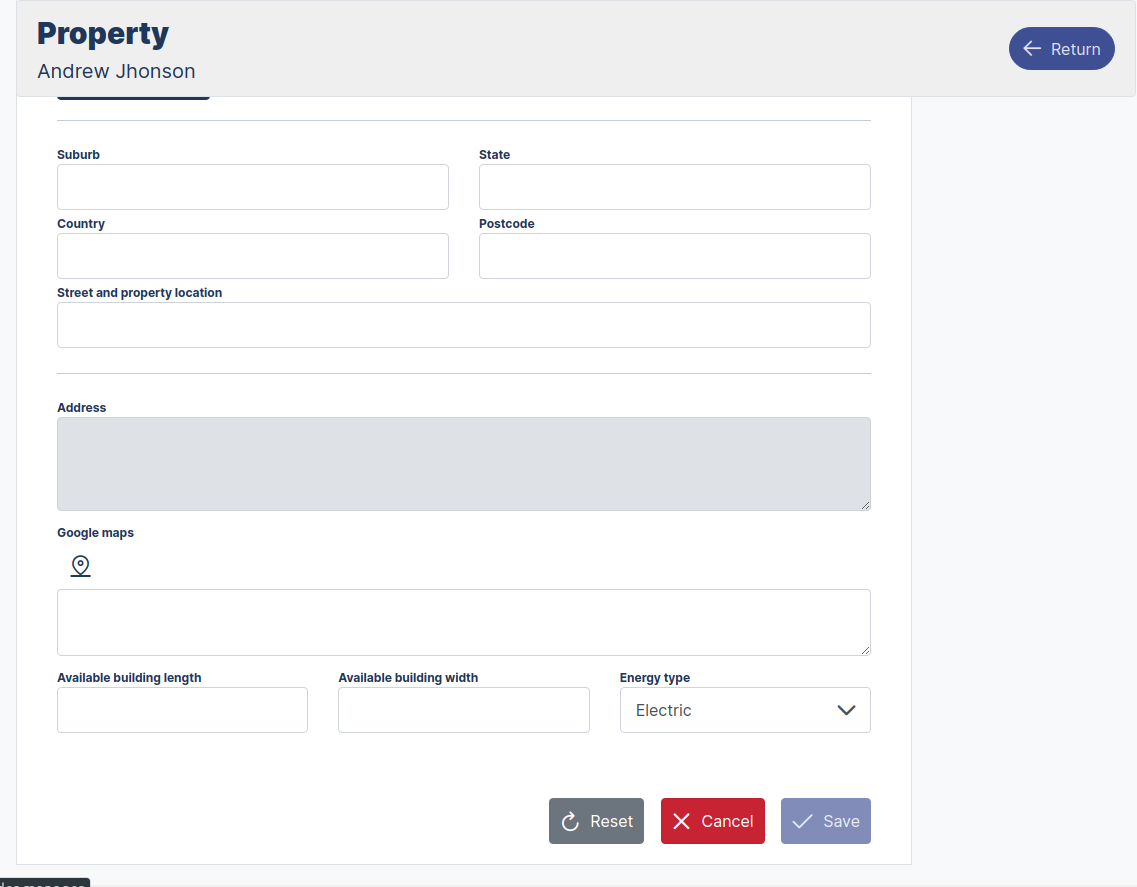 Property
Andrew Jhonson
Return
Suburb
State
Country
Postcode
Street and property location
Address
Google maps
Available building length
Available building width
Energy type
Electric
Reset
Cancel
Save